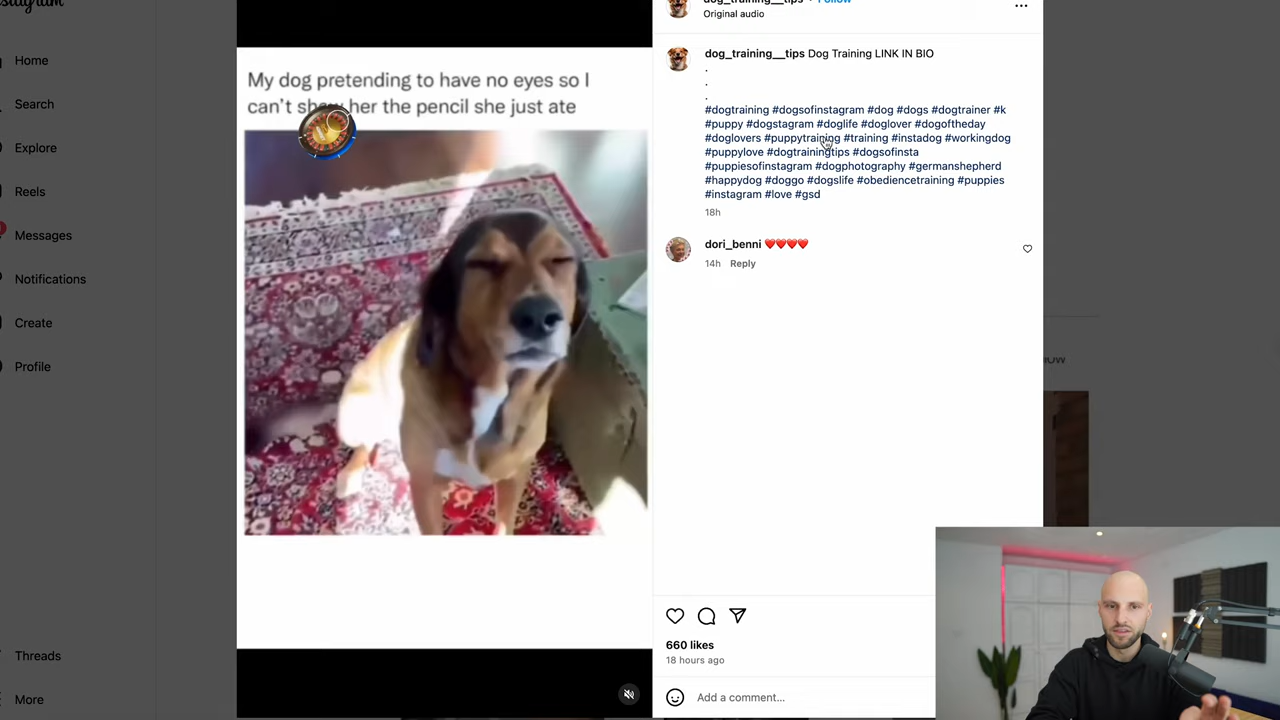 Home
Search
Explore
Reels
Messages
Notifications
Create
Profile
Threads
More
My dog pretending to have no eyes so I
can't show her the pencil she just ate
dog_training__tips • Follow
Original audio
dog_training__tips Dog Training LINK IN BIO
.
.
.
#dogtraining #dogsofinstagram #dog #dogs #dogtrainer #k
#puppy #dogstagram #doglife #doglover #dogoftheday
#doglovers #puppytraining #training #instadog #workingdog
#puppylove #dogtrainingtips #dogsofinsta
#puppiesofinstagram #dogphotography #germanshepherd
#happydog #doggo #dogslife #obediencetraining #puppies
#instagram #love #gsd
18h
dori_benni ❤️❤️❤️❤️
14h Reply
660 likes
18 hours ago
Add a comment...